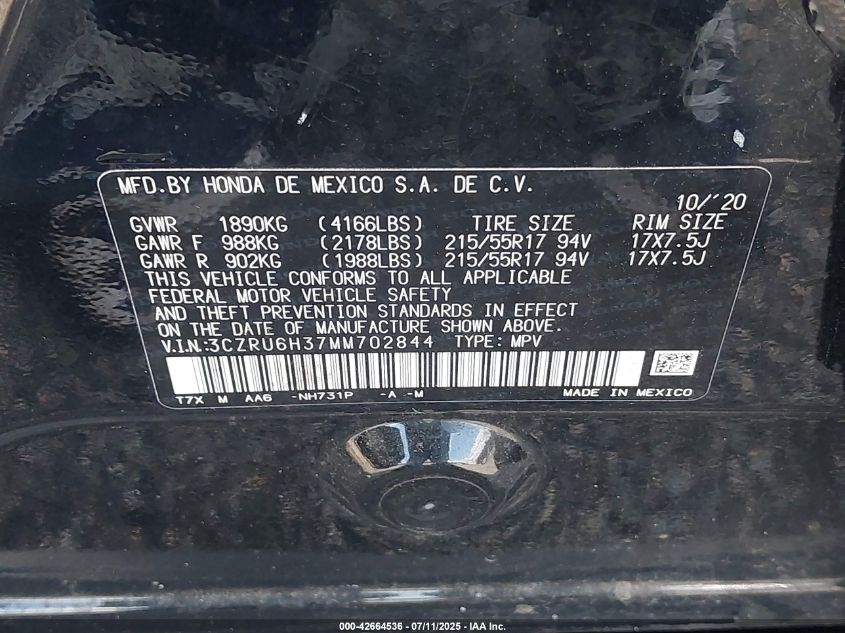 MFD.BY HONDA DE MEXICO S.A. DE C.V.
10/'20
GVWR 1890KG (4166LBS) TIRE SIZE RIM SIZE
GAWR F 988KG (2178LBS) 215/55R17 94V 17X7.5J
GAWR R 902KG (1988LBS) 215/55R17 94V 17X7.5J
THIS VEHICLE CONFORMS TO ALL APPLICABLE
FEDERAL MOTOR VEHICLE SAFETY
AND THEFT PREVENTION STANDARDS IN EFFECT
ON THE DATE OF MANUFACTURE SHOWN ABOVE.
V.I.N.:3CZRU6H37MM702844 TYPE: MPV
T7X M AA6 -NH731P -A -M MADE IN MEXICO
000-42664536 - 07/11/2025 - IAA Inc.